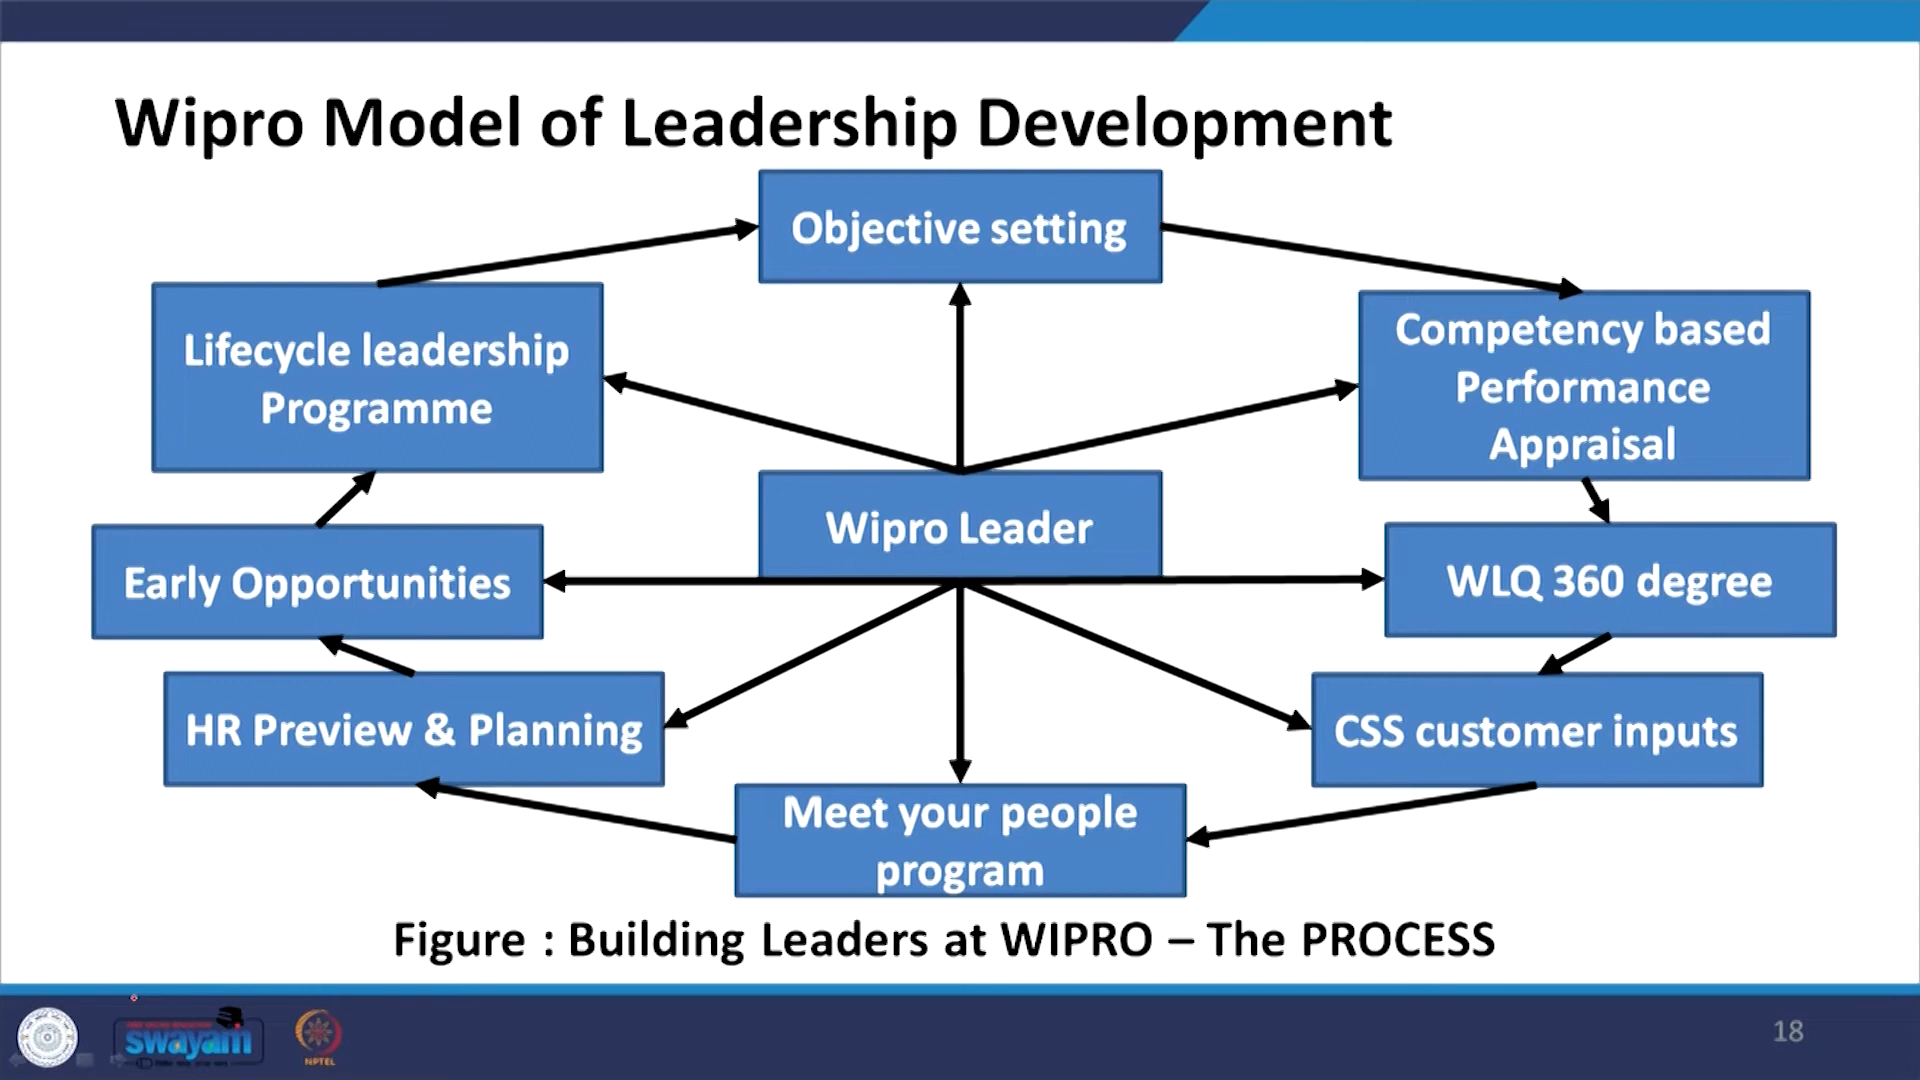 Wipro Model of Leadership Development
Objective setting
Lifecycle leadership
Programme
Competency based
Performance
Appraisal
Wipro Leader
Early Opportunities
WLQ 360 degree
HR Preview & Planning
CSS customer inputs
Meet your people
program
Figure : Building Leaders at WIPRO – The PROCESS
swayam
NPTEL
18